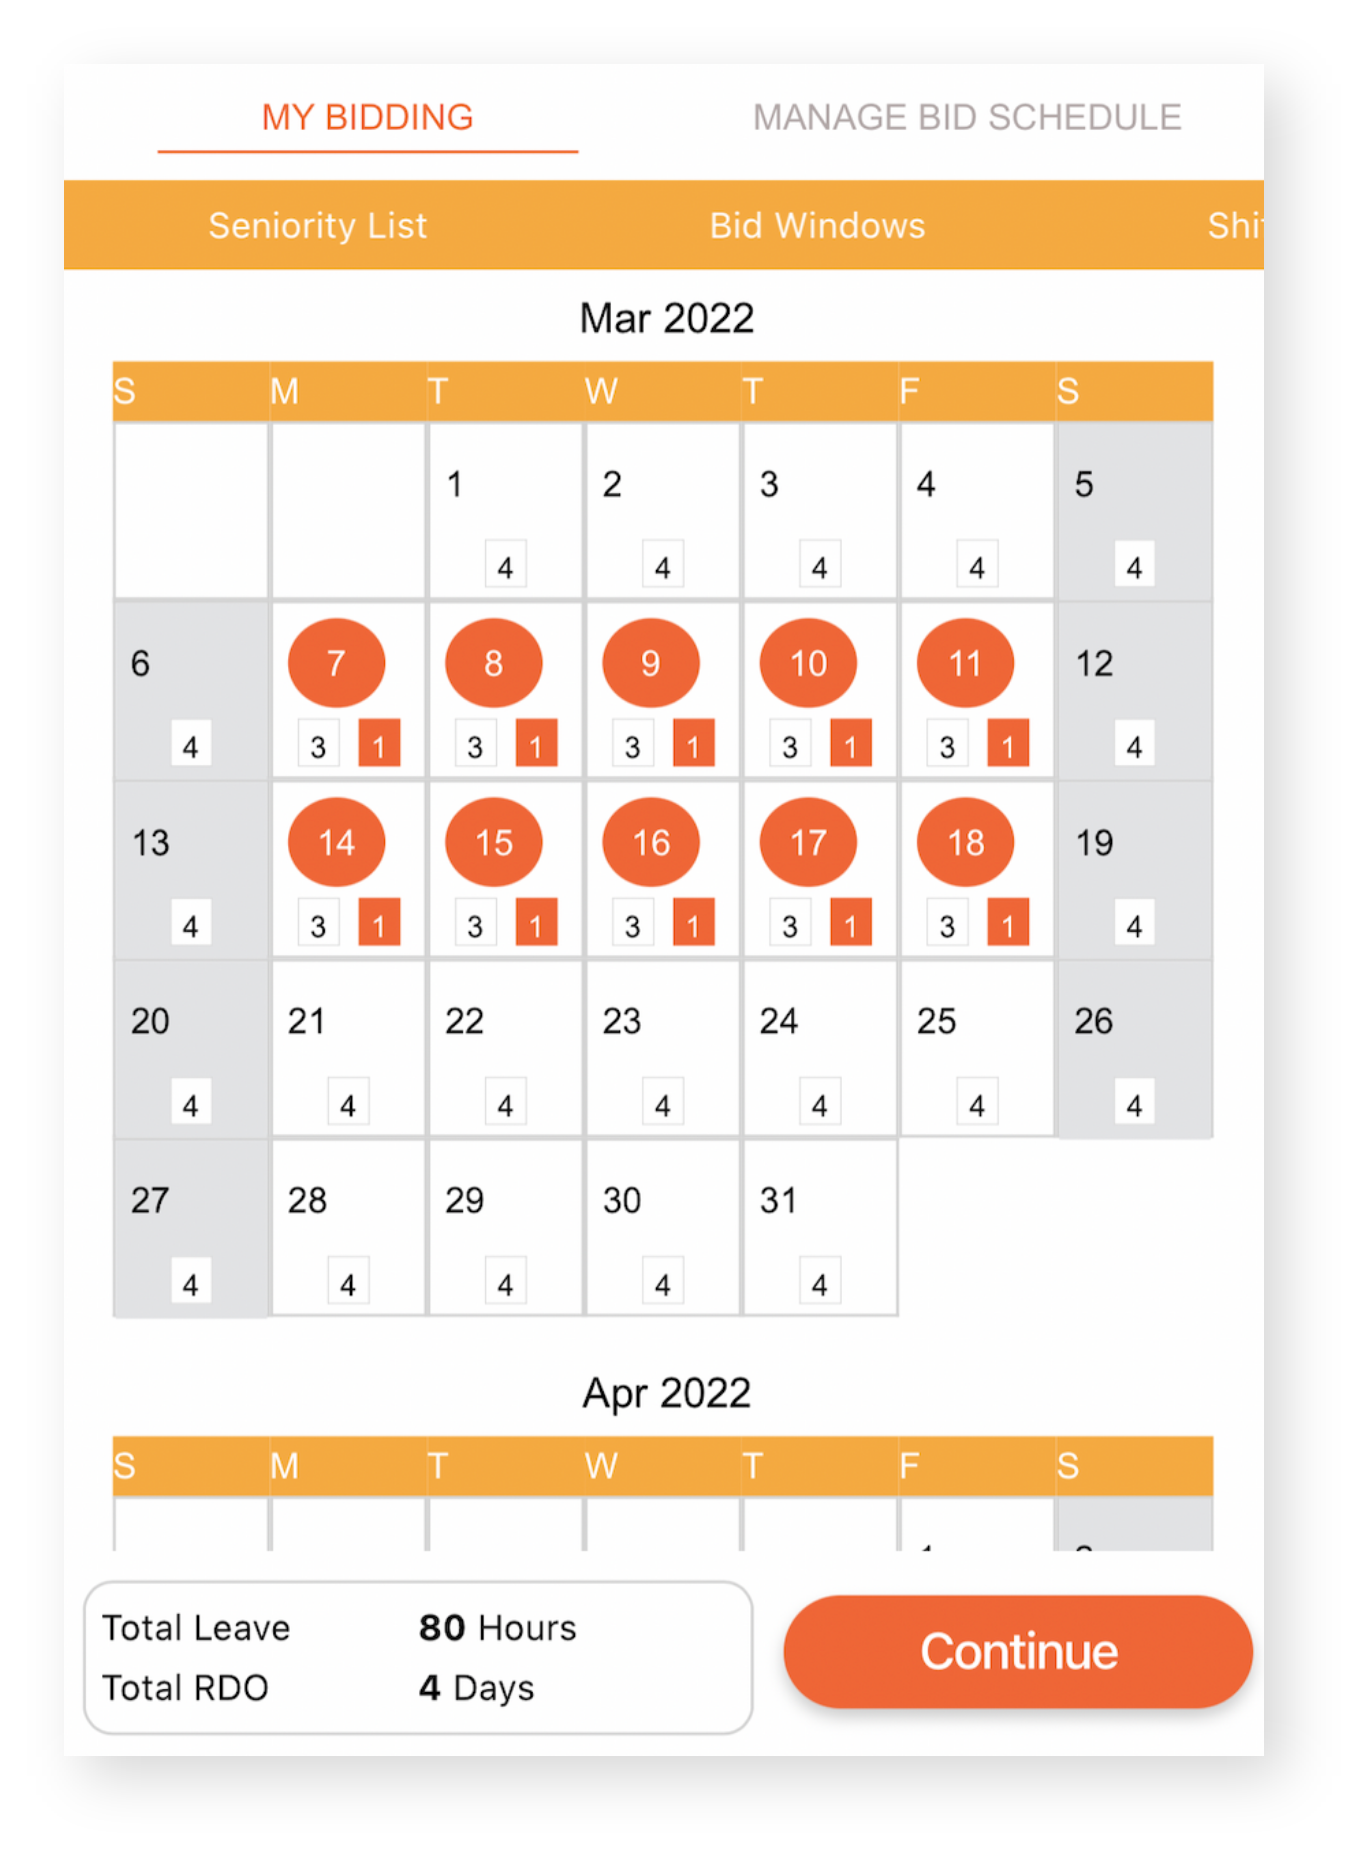 MY BIDDING MANAGE BID SCHEDULE
Seniority List Bid Windows
Mar 2022
S M T W T F S
1 2 3 4 5
4 4 4 4 4
6 7 8 9 10 11 12
4 3 1 3 1 3 1 3 1 3 1 4
13 14 15 16 17 18 19
4 3 1 3 1 3 1 3 1 3 1 4
20 21 22 23 24 25 26
4 4 4 4 4 4 4
27 28 29 30 31
4 4 4 4 4
Apr 2022
S M T W T F S
Total Leave 80 Hours
Total RDO 4 Days
Continue